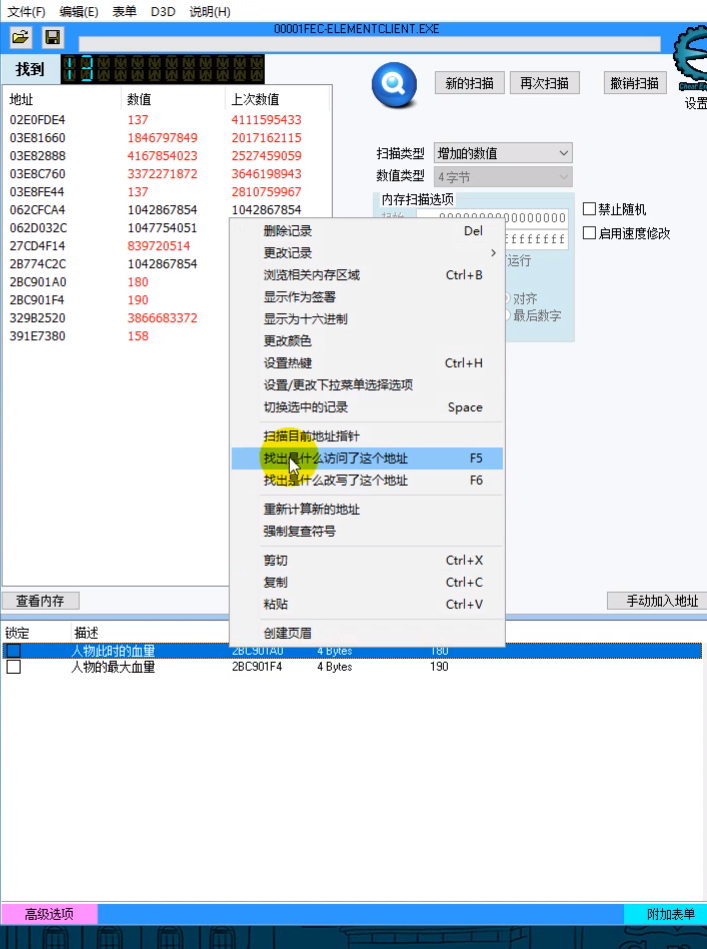 文件(F) 编辑(E) 表单 D3D 说明(H)
00001FEC-ELEMENTCLIENT.EXE
找到 13
新的扫描 再次扫描 撤销扫描
Cheat Engine
设置
地址 数值 上次数值
02E0FDE4 137 4111595433
03E81660 1846797849 2017162115
03E82888 4167854023 2527459059
03E8C760 3372271872 3646198943
03E8FE44 137 2810759967
062CFCA4 1042867854 1042867854
062D032C 1047754051
27CD4F14 839720514
2B774C2C 1042867854
2BC901A0 180
2BC901F4 190
329B2520 3866683372
391E7380 158
扫描类型 增加的数值
数值类型 4字节
内存扫描选项
起始 0000000000000000
fffffff
运行
对齐
最后数字
禁止随机
启用速度修改
删除记录 Del
更改记录
浏览相关内存区域 Ctrl+B
显示作为签署
显示为十六进制
更改颜色
设置热键 Ctrl+H
设置/更改下拉菜单选择选项
切换选中的记录 Space
扫描目前地址指针
找出是什么访问了这个地址 F5
找出是什么改写了这个地址 F6
重新计算新的地址
强制复查符号
剪切 Ctrl+X
复制 Ctrl+C
粘贴 Ctrl+V
创建页眉
查看内存 手动加入地址
锁定 描述
人物此时的血量 2BC901A0 4 Bytes 180
人物的最大血量 2BC901F4 4 Bytes 190
高级选项 附加表单